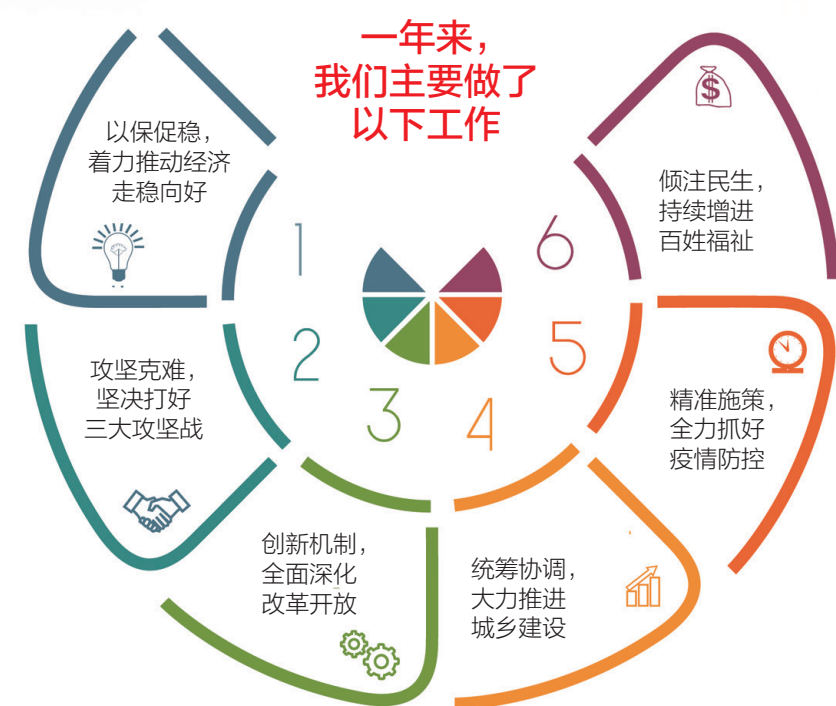 一年来，
我们主要做了
以下工作
1
以保促稳，
着力推动经济
走稳向好
2
攻坚克难，
坚决打好
三大攻坚战
3
创新机制，
全面深化
改革开放
4
统筹协调，
大力推进
城乡建设
5
精准施策，
全力抓好
疫情防控
6
倾注民生，
持续增进
百姓福祉
$